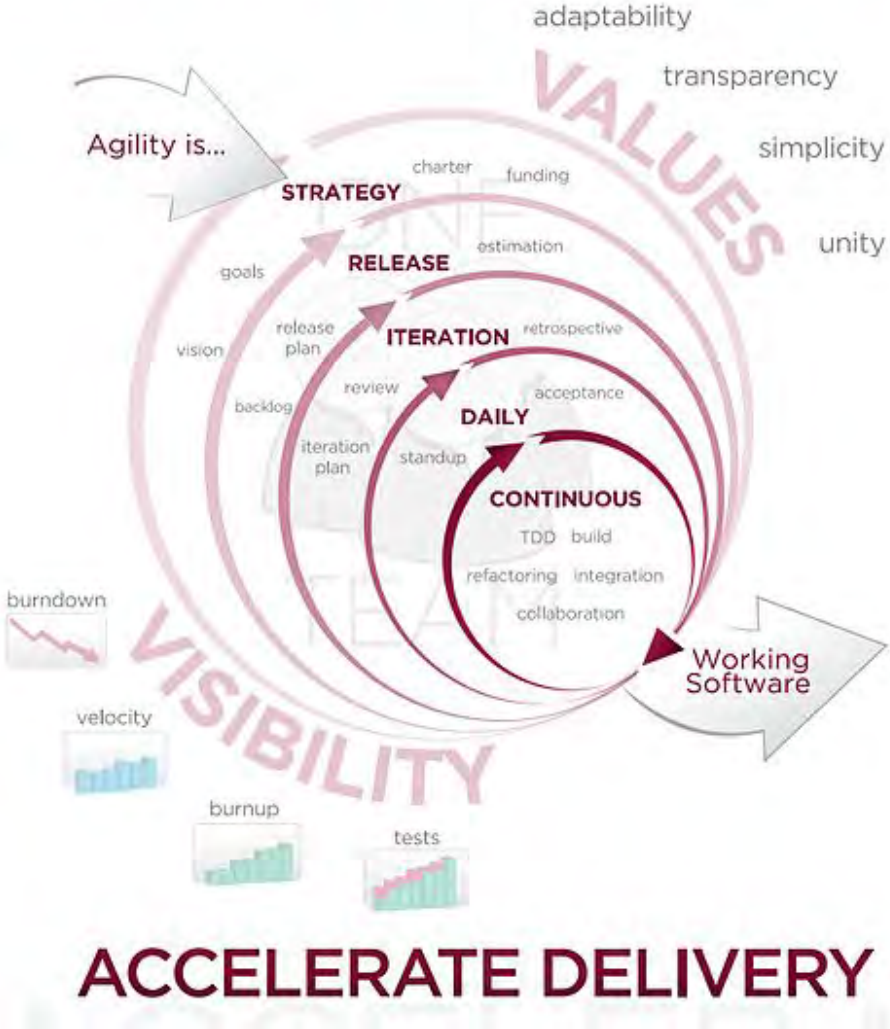 adaptability
VALUES
transparency
Agility is...
simplicity
charter
funding
STRATEGY
ONE
unity
estimation
goals
RELEASE
release
plan
retrospective
ITERATION
vision
review
acceptance
backlog
DAILY
iteration
plan
standup
CONTINUOUS
TDD build
refactoring integration
collaboration
TEAM
burndown
VISIBILITY
Working
Software
velocity
burnup
tests
ACCELERATE DELIVERY